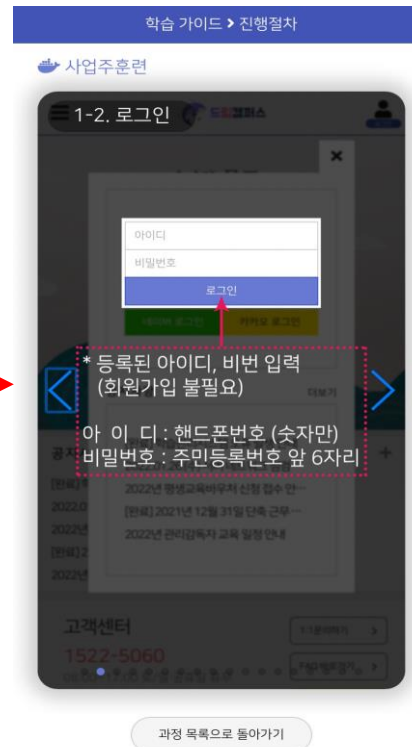 학습 가이드 > 진행절차
사업주훈련
1-2. 로그인
아이디
비밀번호
로그인
네이버 로그인 카카오 로그인
* 등록된 아이디, 비번 입력
(회원가입 불필요)
더보기
아 이 디 : 핸드폰번호 (숫자만)
비밀번호 : 주민등록번호 앞 6자리
2022년 평생교육바우처 신청 접수 안…
[완료] 2021년 12월 31일 단축 근무…
2022년 관리감독자 교육 일정 안내
고객센터
1522-5060
과정 목록으로 돌아가기